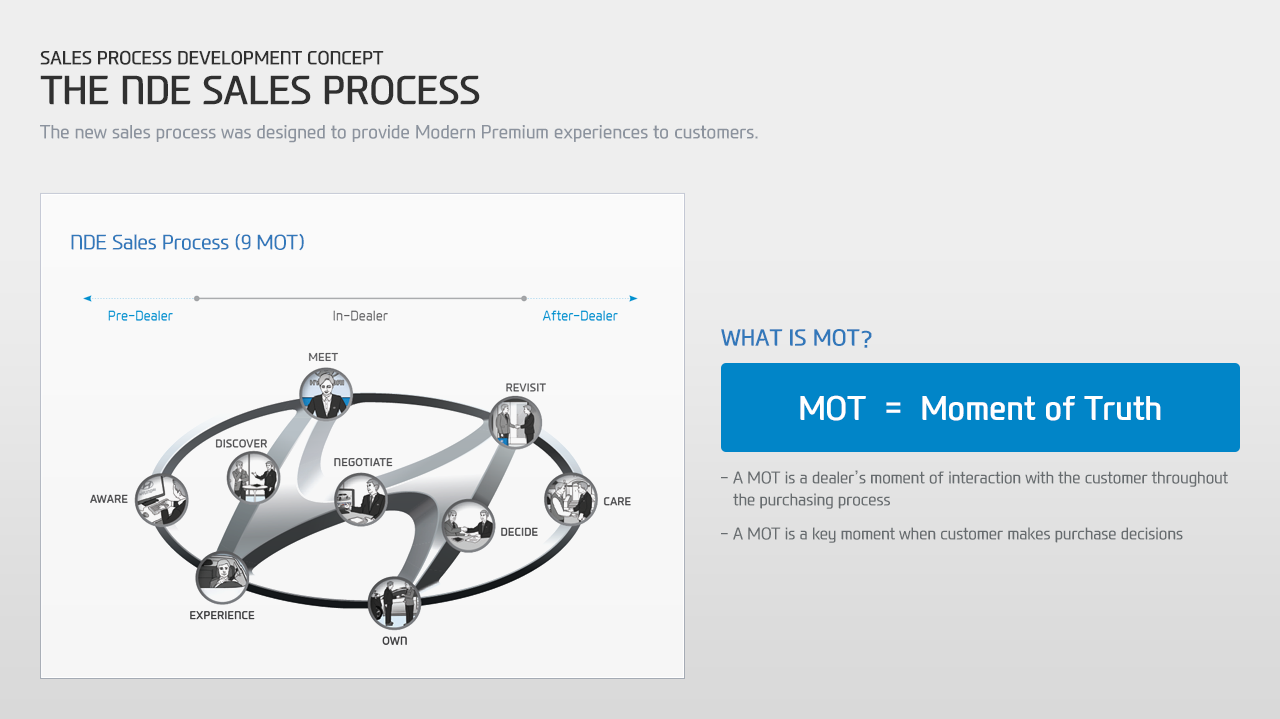 SALES PROCESS DEVELOPMENT CONCEPT
THE NDE SALES PROCESS
The new sales process was designed to provide Modern Premium experiences to customers.
NDE Sales Process (9 MOT)
Pre-Dealer
In-Dealer
After-Dealer
MEET
REVISIT
DISCOVER
NEGOTIATE
AWARE
CARE
DECIDE
EXPERIENCE
OWN
WHAT IS MOT?
MOT = Moment of Truth
- A MOT is a dealer's moment of interaction with the customer throughout
the purchasing process
- A MOT is a key moment when customer makes purchase decisions